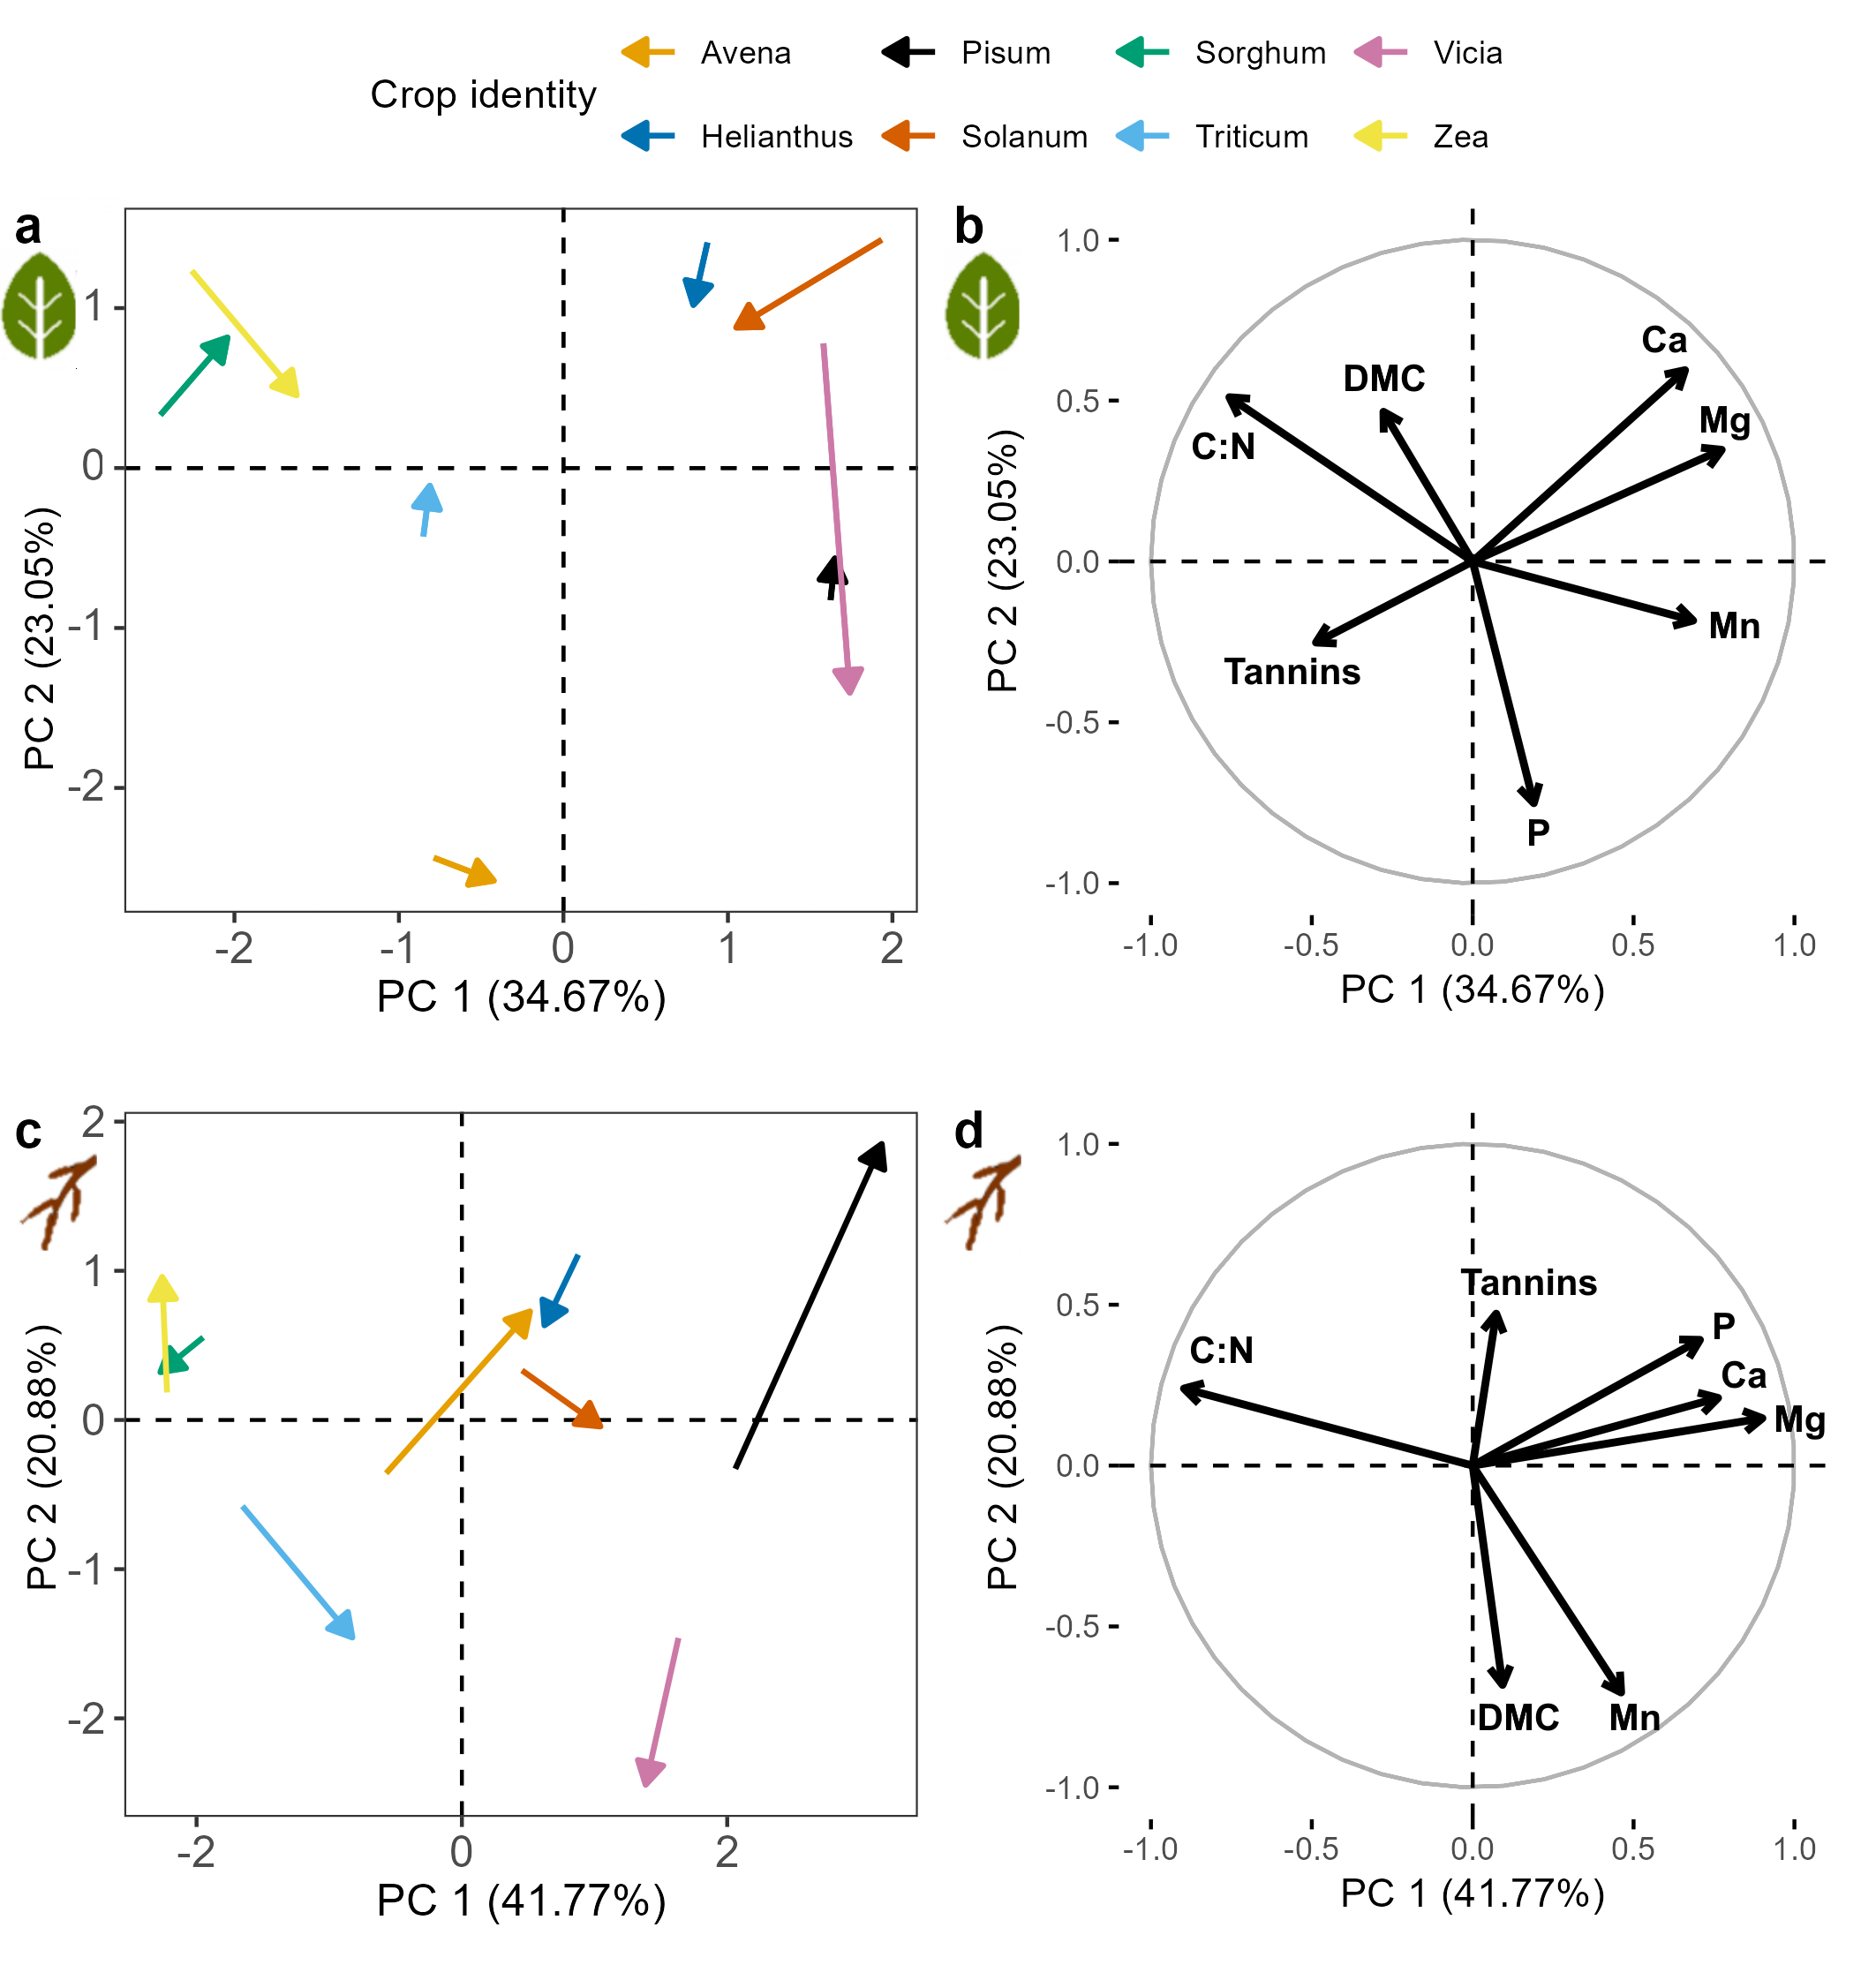 Avena Pisum Sorghum Vicia
Crop identity
Helianthus Solanum Triticum Zea
a
1
0
-1
-2
PC 2 (23.05%)
-2 -1 0 1 2
PC 1 (34.67%)
b
1.0
0.5
0.0
-0.5
-1.0
PC 2 (23.05%)
Ca
DMC
Mg
C:N
Mn
Tannins
P
-1.0 -0.5 0.0 0.5 1.0
PC 1 (34.67%)
c
2
1
0
-1
-2
PC 2 (20.88%)
-2 0 2
PC 1 (41.77%)
d
1.0
0.5
0.0
-0.5
-1.0
PC 2 (20.88%)
Tannins
P
C:N
Ca
Mg
DMC Mn
-1.0 -0.5 0.0 0.5 1.0
PC 1 (41.77%)